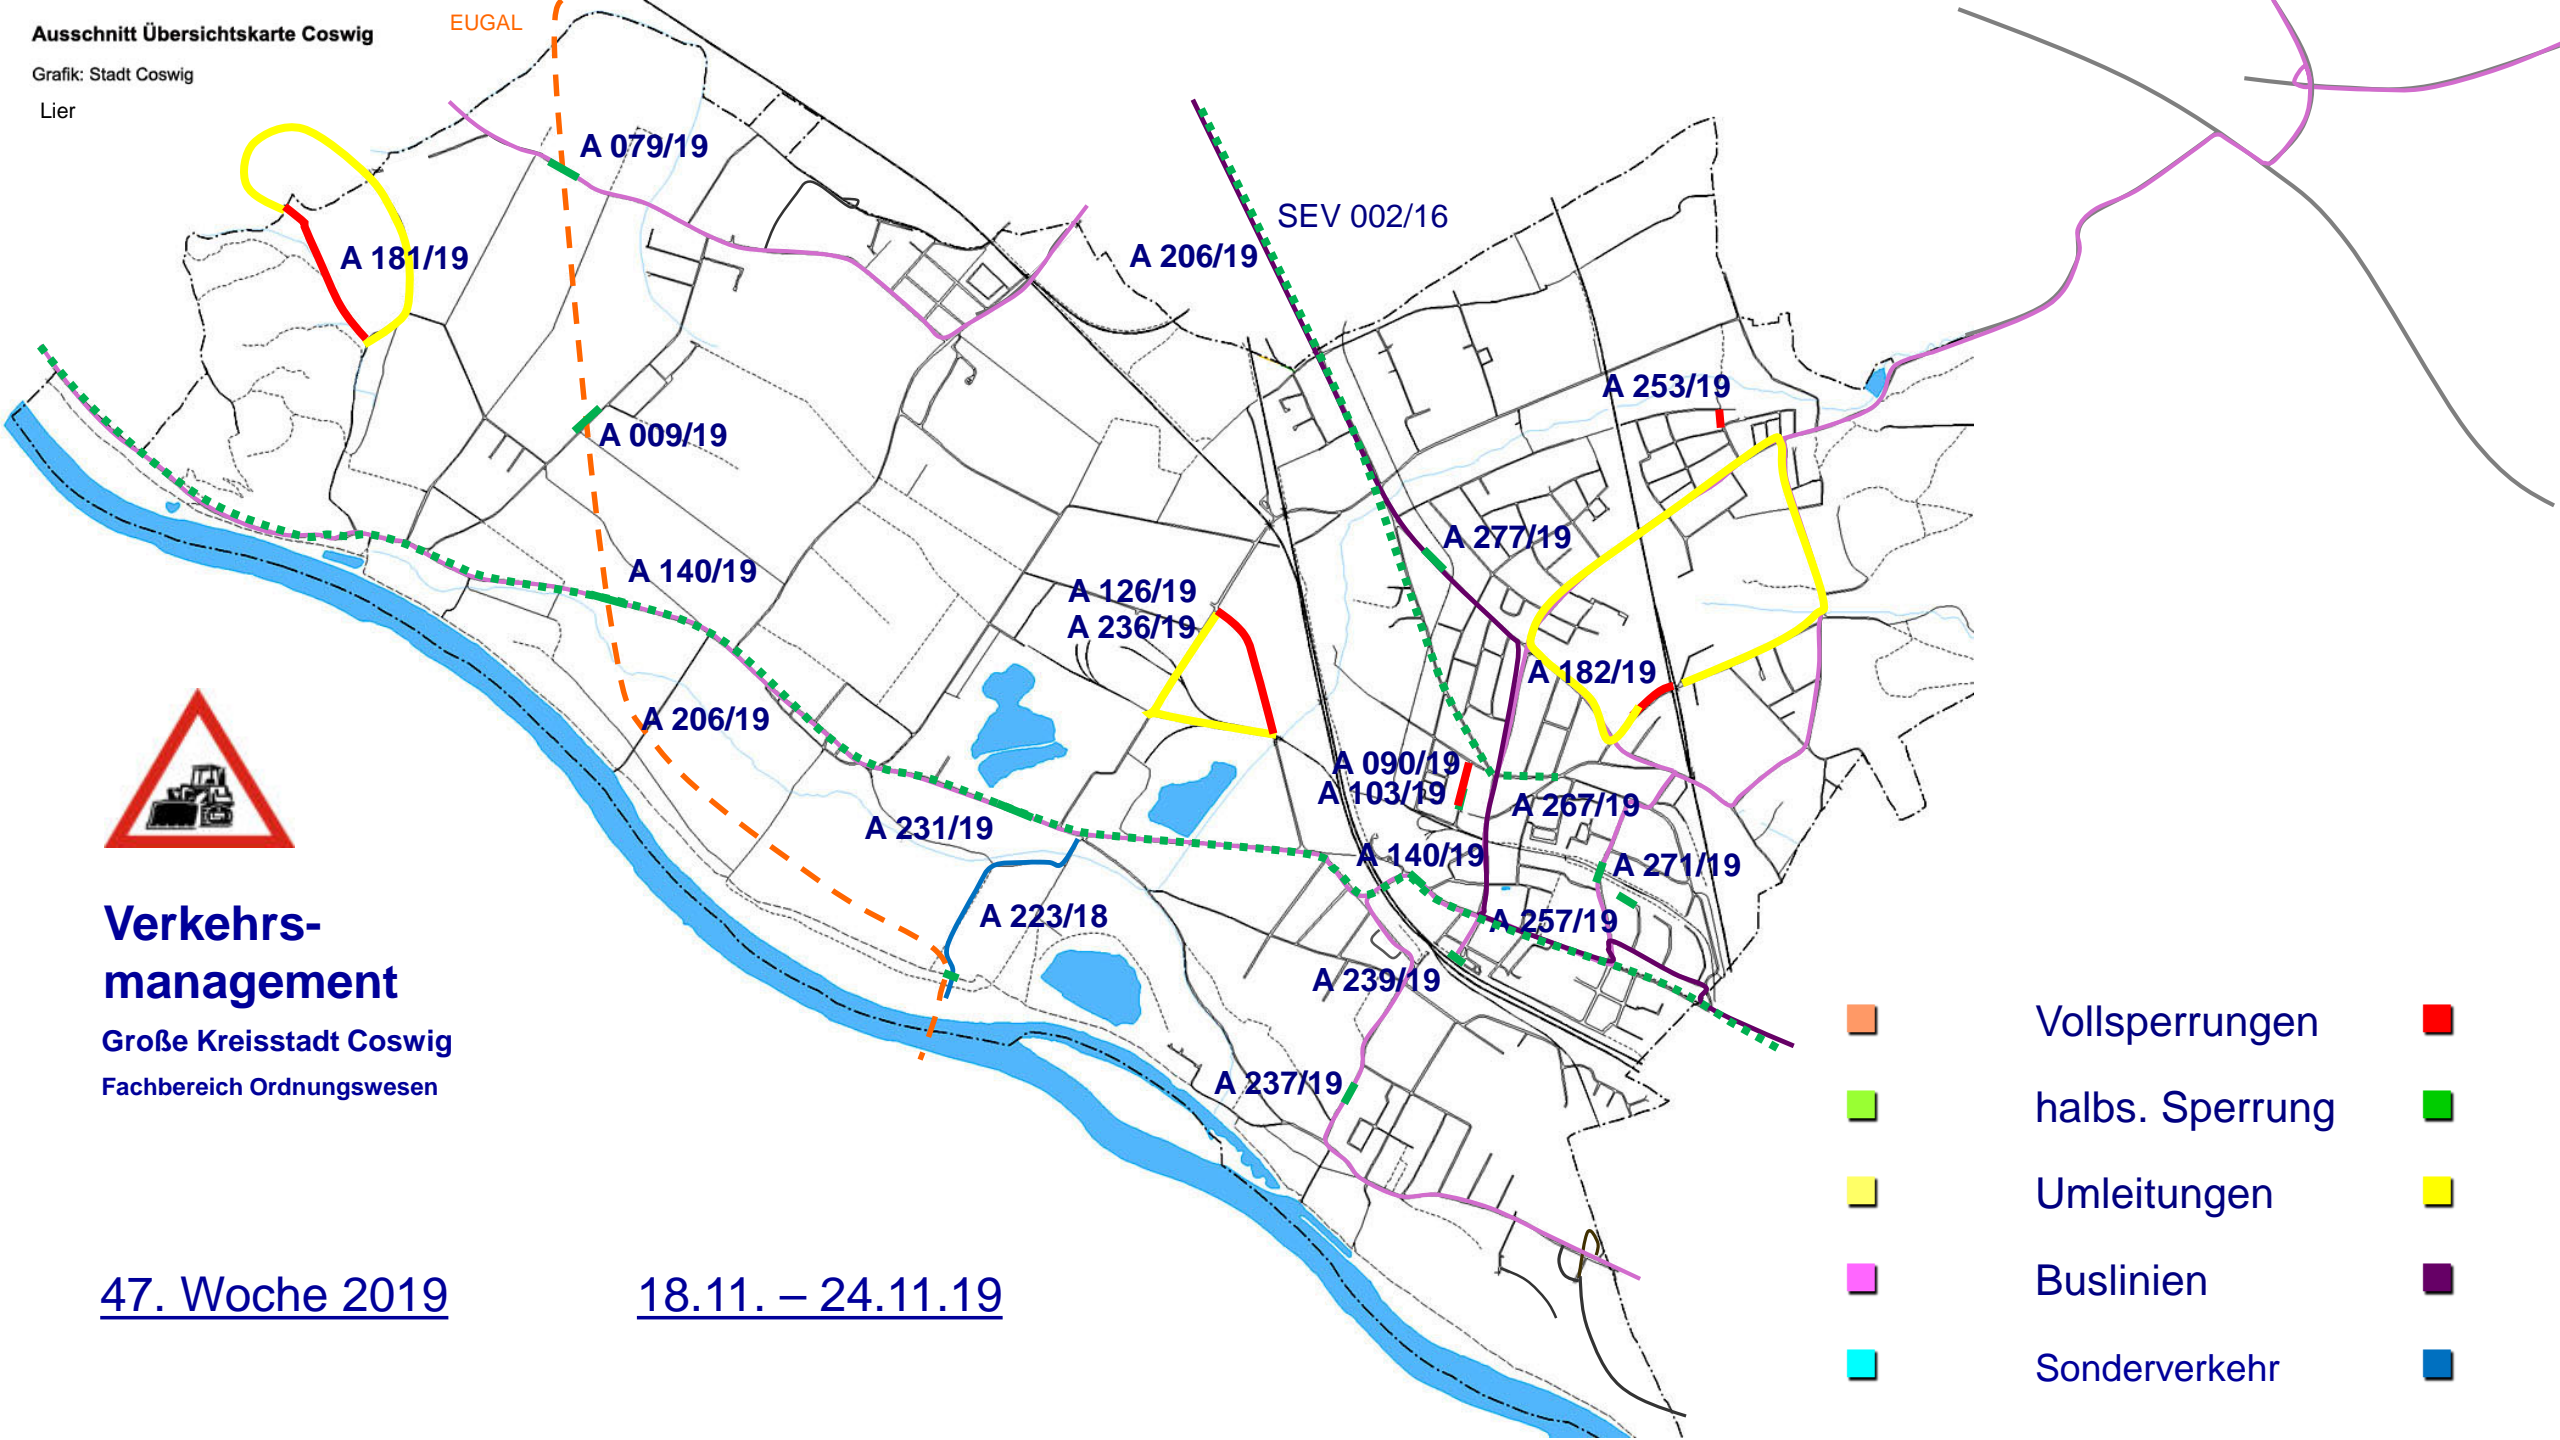 Ausschnitt Übersichtskarte Coswig
EUGAL
Grafik: Stadt Coswig
Lier
A 079/19
SEV 002/16
A 206/19
A 181/19
A 253/19
A 009/19
A 277/19
A 140/19
A 126/19
A 236/19
A 182/19
A 206/19
A 090/19
A 103/19
A 267/19
A 231/19
A 140/19
A 271/19
A 223/18
A 257/19
A 239/19
A 237/19
Verkehrs-
management
Große Kreisstadt Coswig
Fachbereich Ordnungswesen
47. Woche 2019
18.11. – 24.11.19
Vollsperrungen
halbs. Sperrung
Umleitungen
Buslinien
Sonderverkehr